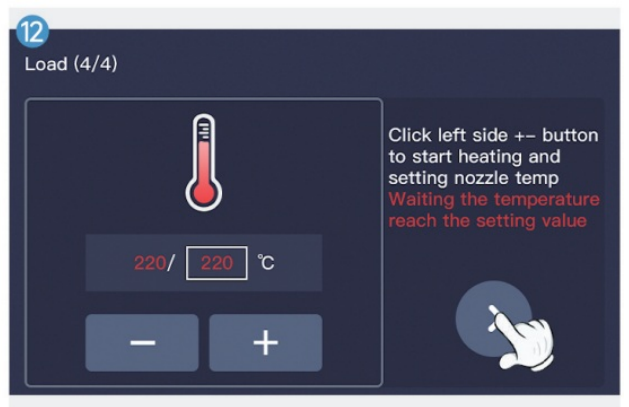 12
Load (4/4)
220/ 220 ℃
− +
Click left side +− button
to start heating and
setting nozzle temp
Waiting the temperature
reach the setting value